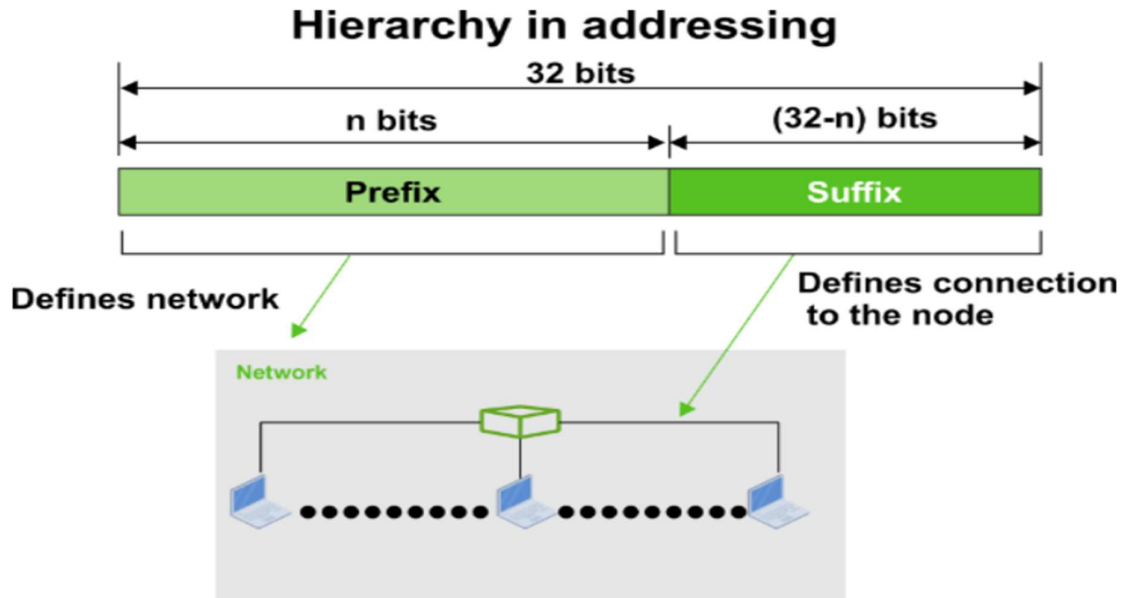 Hierarchy in addressing
32 bits
n bits
(32-n) bits
Prefix
Suffix
Defines network
Defines connection
to the node
Network